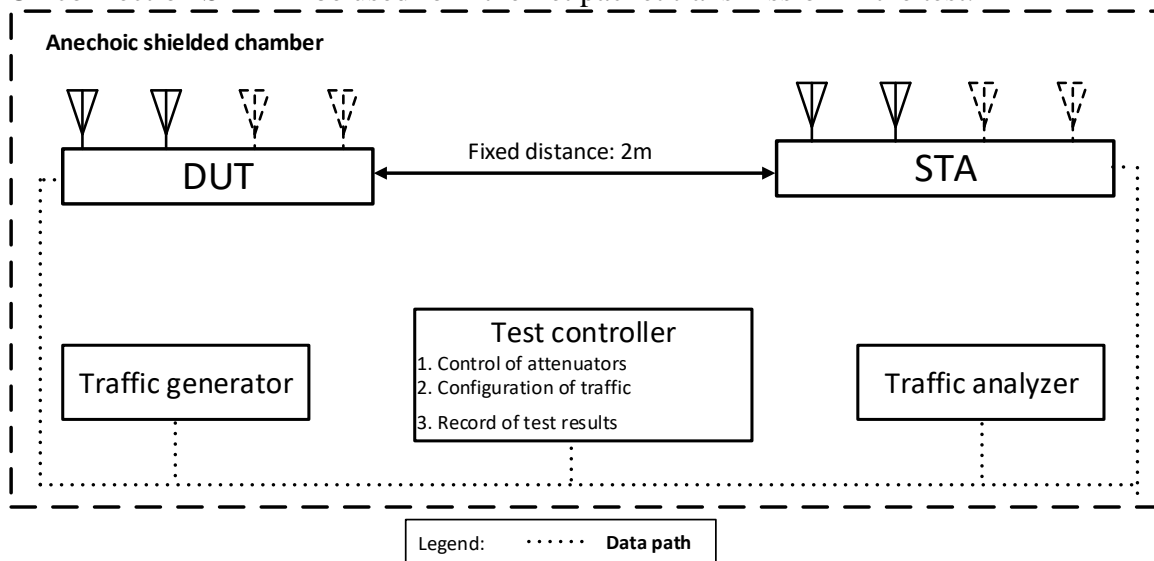 Anechoic shielded chamber
Fixed distance: 2m
DUT
STA
Test controller
1. Control of attenuators
2. Configuration of traffic
3. Record of test results
Traffic generator
Traffic analyzer
Legend: ...... Data path